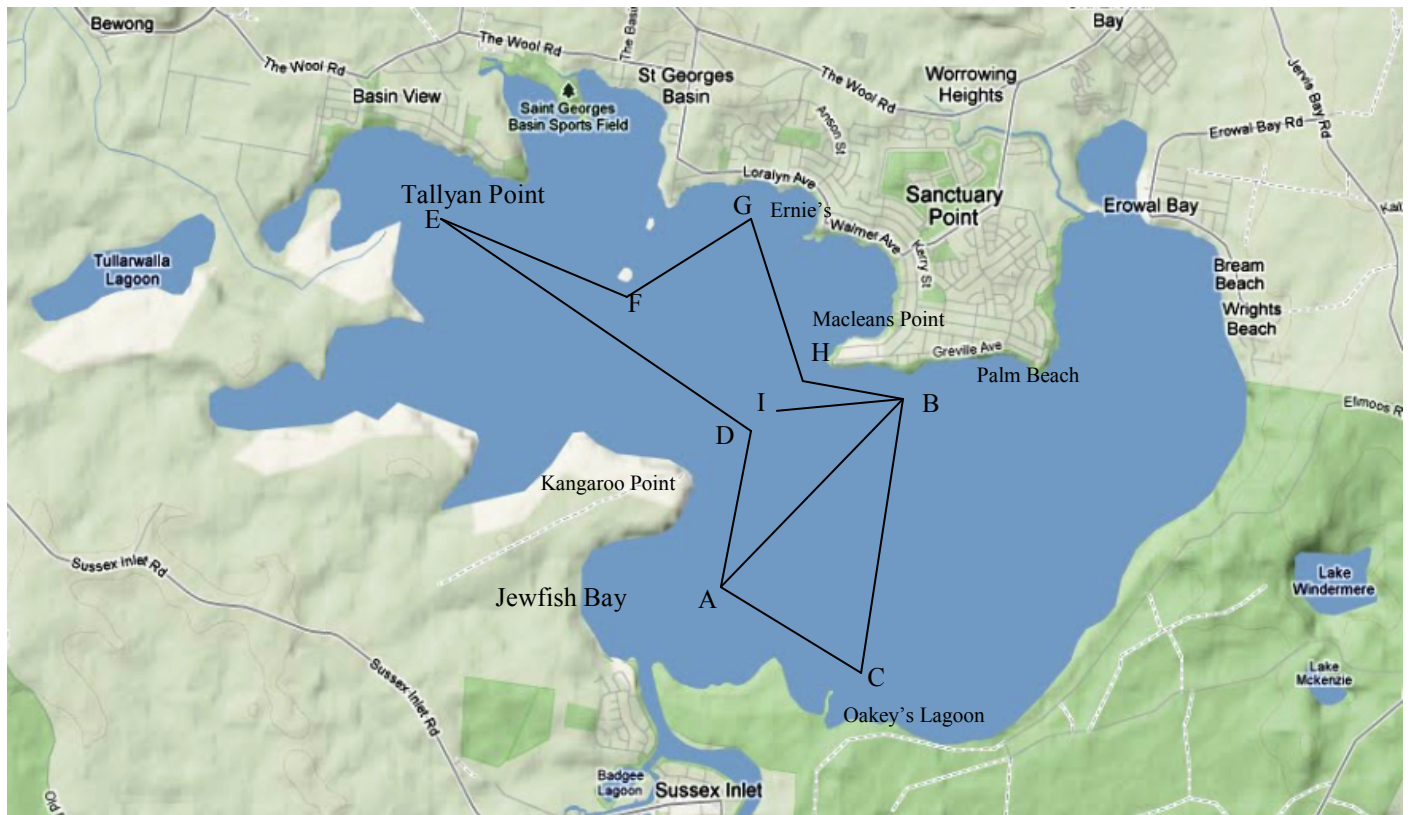 Bewong
Bay
The Wool Rd
The Wool Rd
St Georges
Basin
The Wool Rd
Worrowing
Heights
Jervis Bay Rd
Basin View
Saint Georges
Basin Sports Field
Anson St
Erowal Bay Rd
Loralyn Ave
Tallyan Point
E
G
Ernie's
Sanctuary
Point
Erowal Bay
Walmer Ave
Kerry St
Tullarwalla
Lagoon
Bream
Beach
F
Wrights
Beach
Macleans Point
H
Greville Ave
Palm Beach
I
B
D
Kangaroo Point
Sussex Inlet Rd
Jewfish Bay
A
Lake
Windermere
Sussex Inlet Rd
C
Lake
Mckenzie
Oakey's Lagoon
Badgee
Lagoon
Sussex Inlet
Old